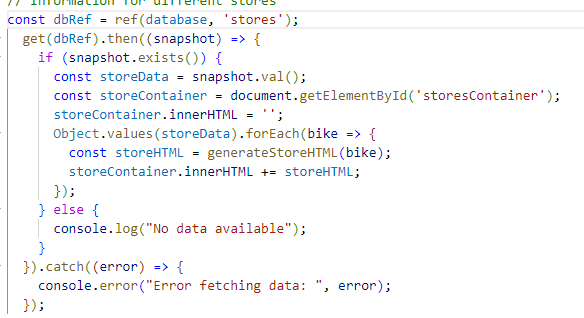 // Information for different stores
const dbRef = ref(database, 'stores');
get(dbRef).then((snapshot) => {
if (snapshot.exists()) {
const storeData = snapshot.val();
const storeContainer = document.getElementById('storesContainer');
storeContainer.innerHTML = '';
Object.values(storeData).forEach(bike => {
const storeHTML = generateStoreHTML(bike);
storeContainer.innerHTML += storeHTML;
});
} else {
console.log("No data available");
}
}).catch((error) => {
console.error("Error fetching data: ", error);
});